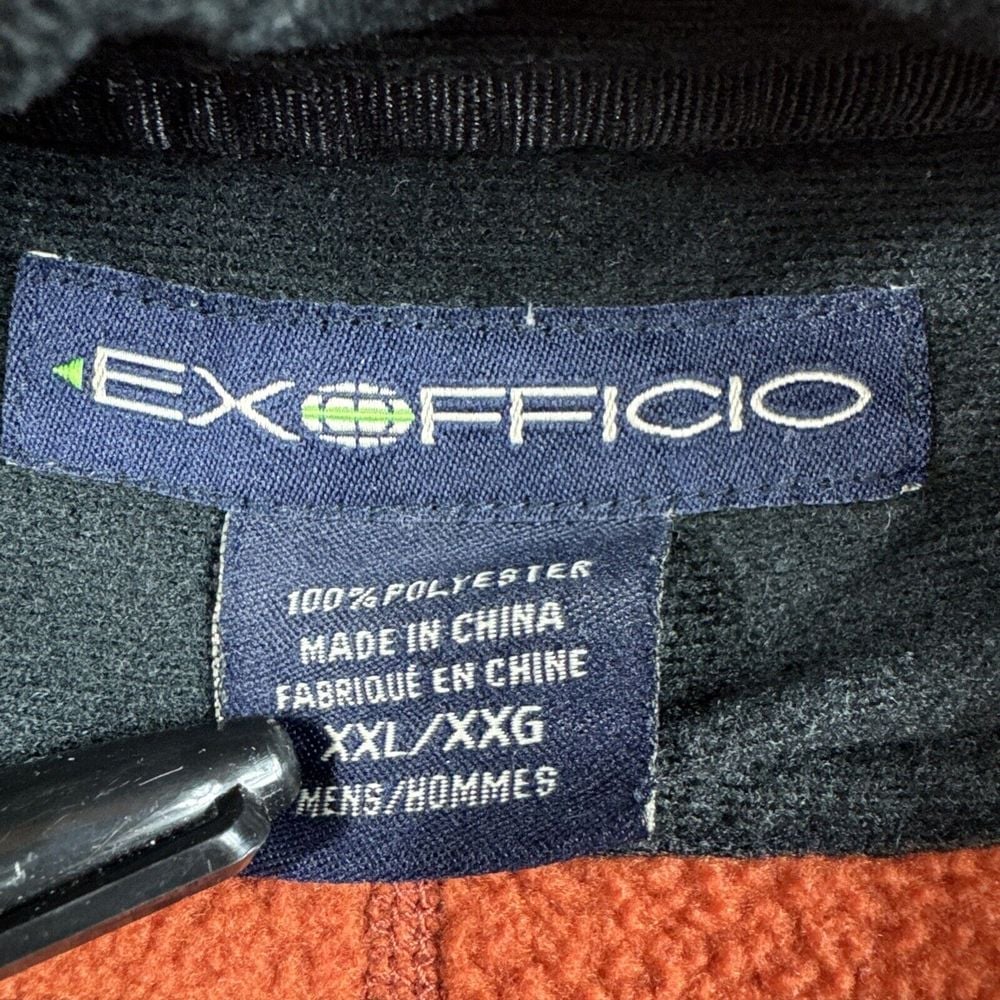 EXOFFICIO
100% POLYESTER
MADE IN CHINA
FABRIQUÉ EN CHINE
XXL/XXG
MENS/HOMMES